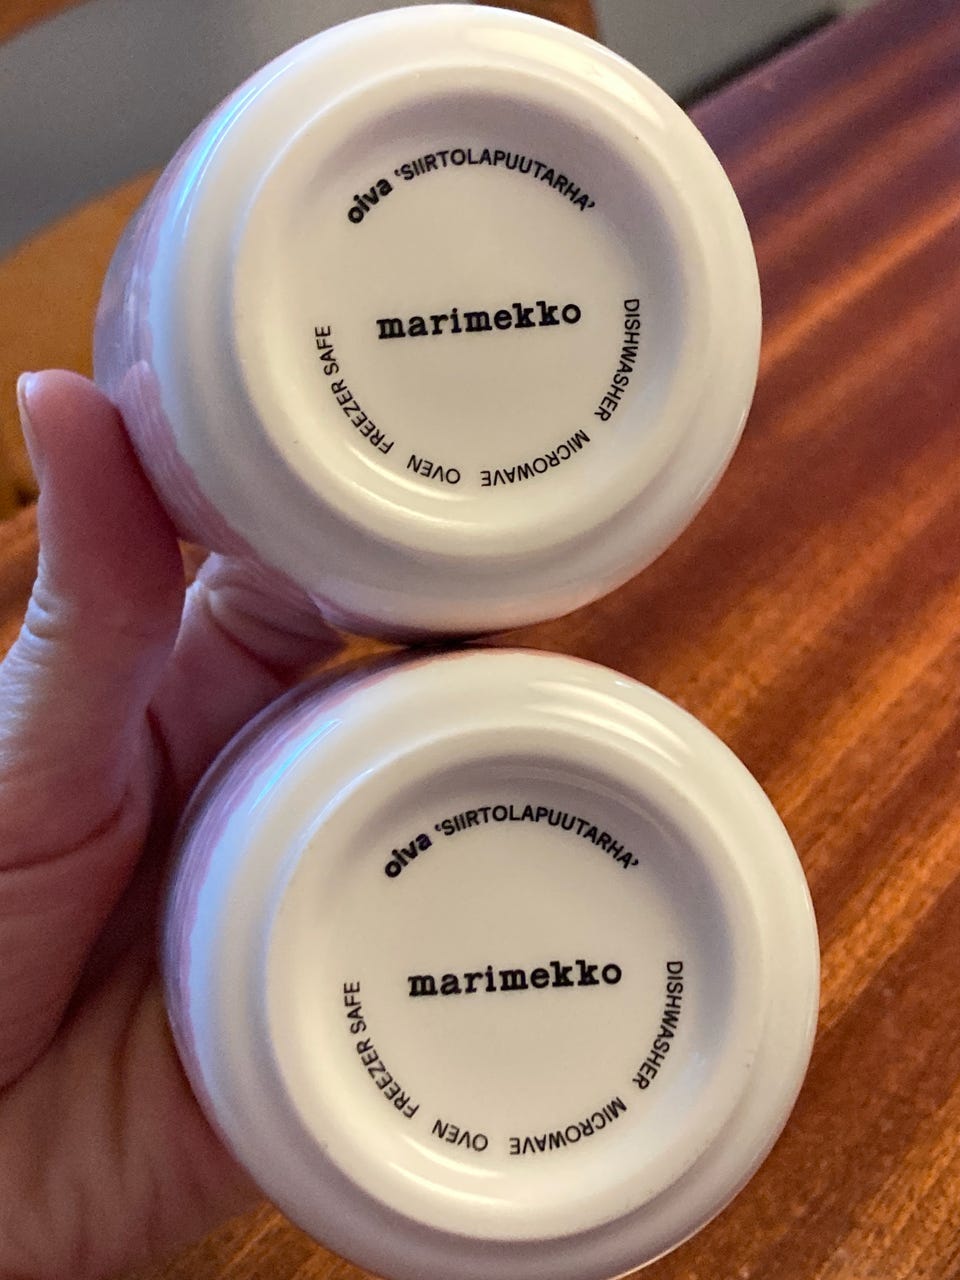 oiva ‘SIIRTOLAPUUTARHA’
marimekko
DISHWASHER MICROWAVE OVEN FREEZER SAFE
oiva ‘SIIRTOLAPUUTARHA’
marimekko
DISHWASHER MICROWAVE OVEN FREEZER SAFE